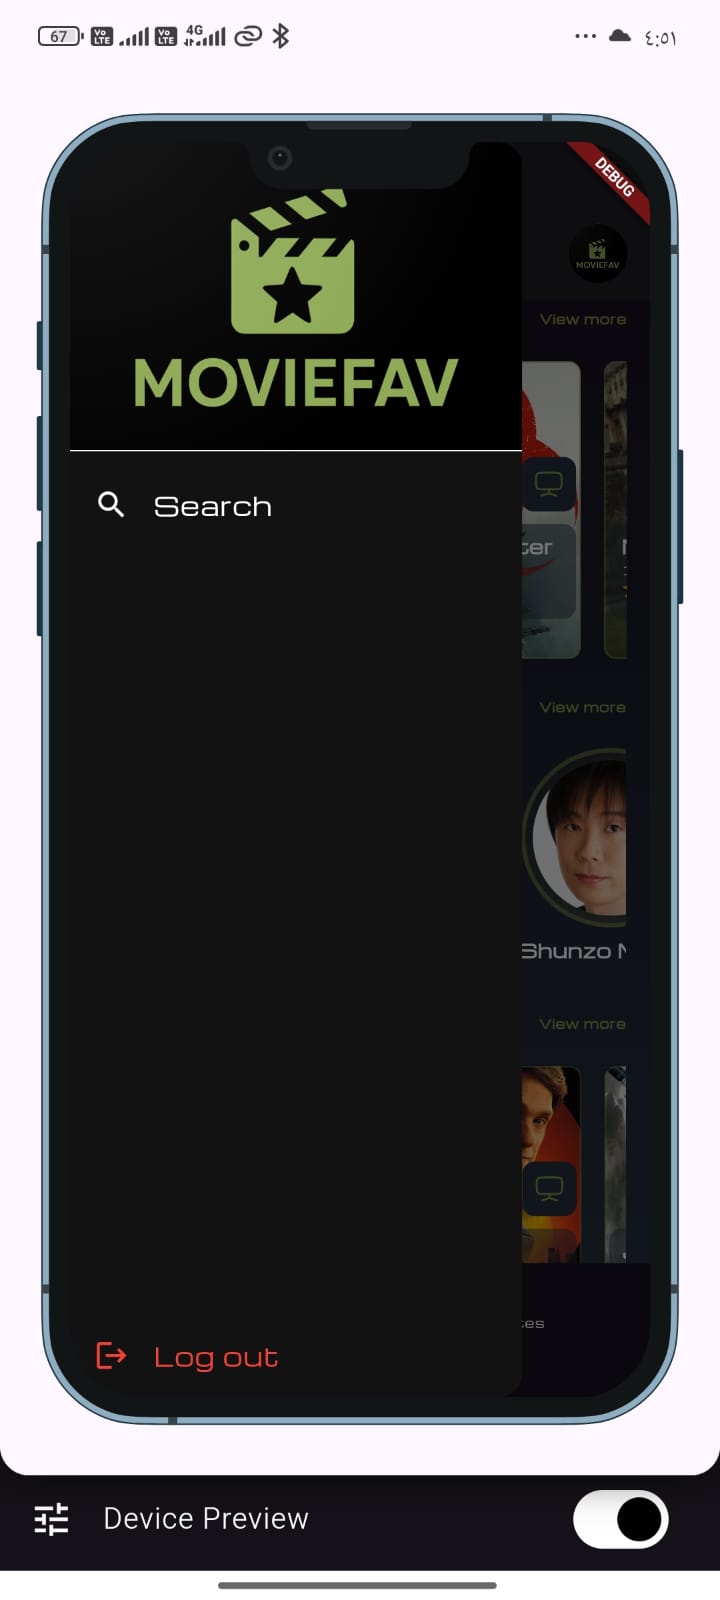 67 Vo LTE Vo LTE 4G ... ٤:٥١
DEBUG
MOVIEFAV
MOVIEFAV
View more
Search
ter
View more
Shunzo N
View more
tes
Log out
Device Preview